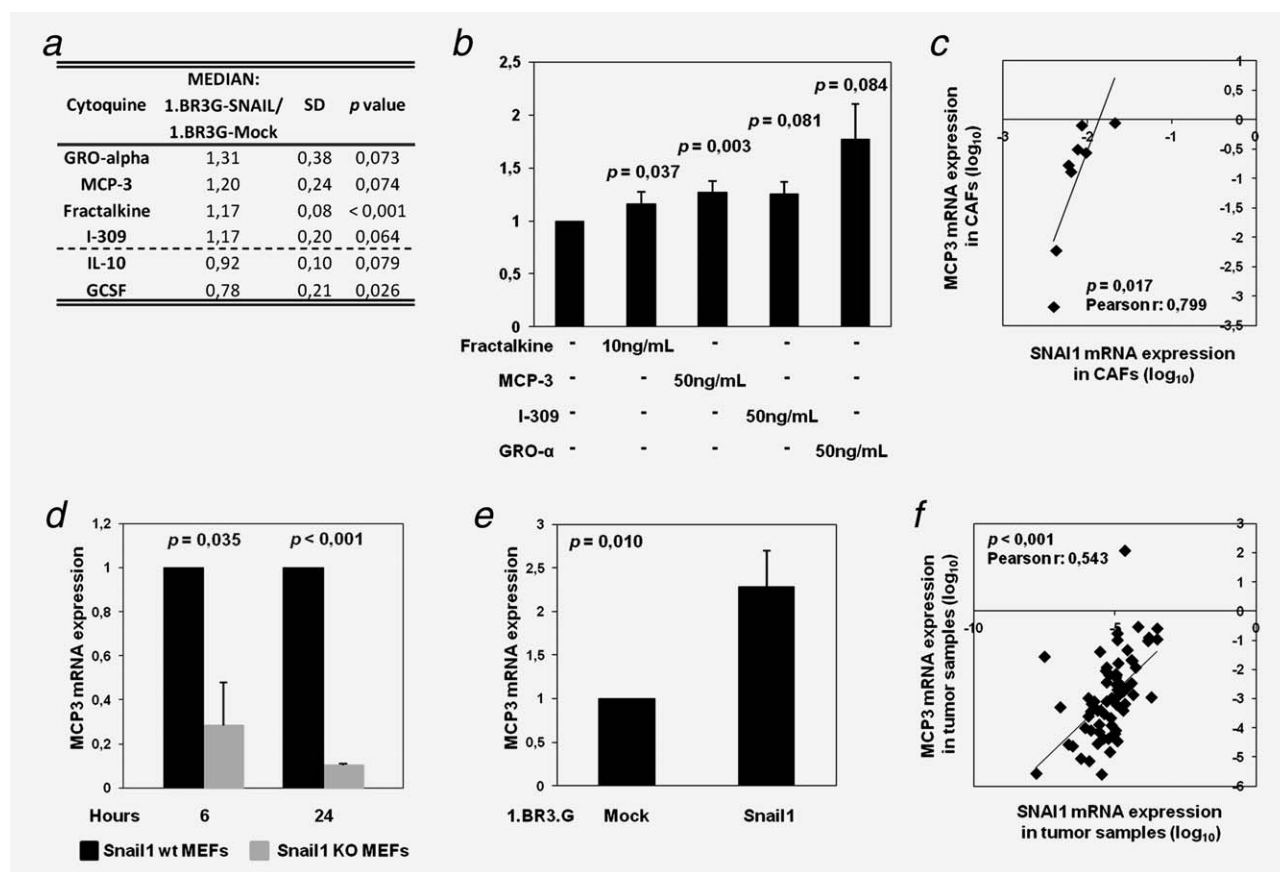 a
MEDIAN:
Cytoquine 1.BR3G-SNAIL/ SD p value
1.BR3G-Mock
GRO-alpha 1,31 0,38 0,073
MCP-3 1,20 0,24 0,074
Fractalkine 1,17 0,08 < 0,001
I-309 1,17 0,20 0,064
IL-10 0,92 0,10 0,079
GCSF 0,78 0,21 0,026
b
2,5
2
1,5
1
0,5
0
p = 0,037
p = 0,003
p = 0,081
p = 0,084
Fractalkine - 10ng/mL - - -
MCP-3 - - 50ng/mL - -
I-309 - - - 50ng/mL -
GRO-α - - - - 50ng/mL
c
MCP3 mRNA expression
in CAFs (log10)
1
0,5
0
-0,5
-1
-1,5
-2
-2,5
-3
-3,5
-3 -2 -1 0
p = 0,017
Pearson r: 0,799
SNAI1 mRNA expression
in CAFs (log10)
d
MCP3 mRNA expression
1,2
1
0,8
0,6
0,4
0,2
0
p = 0,035 p < 0,001
Hours 6 24
Snail1 wt MEFs Snail1 KO MEFs
e
MCP3 mRNA expression
3
2,5
2
1,5
1
0,5
0
p = 0,010
1.BR3.G Mock Snail1
f
MCP3 mRNA expression
in tumor samples (log10)
p < 0,001
Pearson r: 0,543
3
2
1
0
-1
-2
-3
-4
-5
-6
-10 -5 0
SNAI1 mRNA expression
in tumor samples (log10)